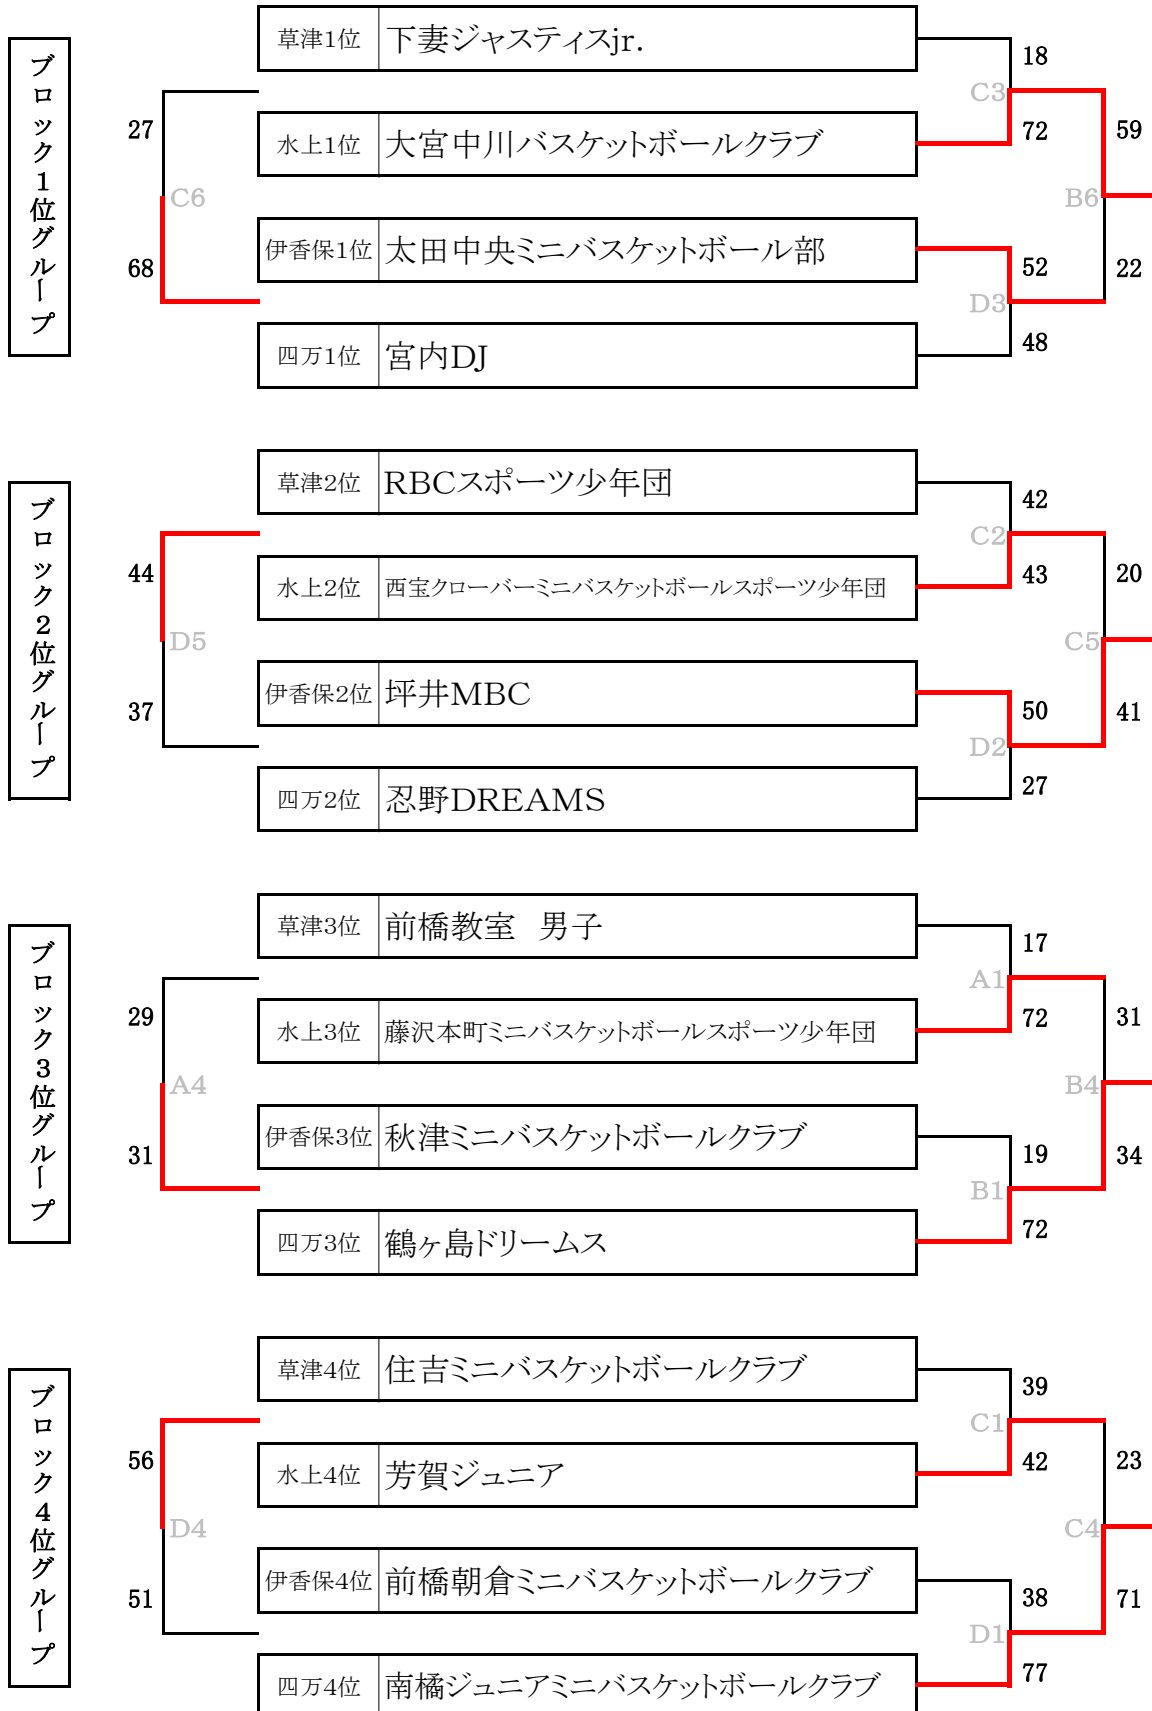 ブロック1位グループ
草津1位 下妻ジャスティスjr.
18
C3
27
水上1位 大宮中川バスケットボールクラブ
72
59
C6
B6
伊香保1位 太田中央ミニバスケットボール部
68
52
22
D3
四万1位 宮内DJ
48
ブロック2位グループ
草津2位 RBCスポーツ少年団
42
C2
44
水上2位 西宝クローバーミニバスケットボールスポーツ少年団
43
20
D5
C5
伊香保2位 坪井MBC
37
50
41
D2
四万2位 忍野DREAMS
27
ブロック3位グループ
草津3位 前橋教室 男子
17
A1
29
水上3位 藤沢本町ミニバスケットボールスポーツ少年団
72
31
A4
B4
伊香保3位 秋津ミニバスケットボールクラブ
31
19
34
B1
四万3位 鶴ヶ島ドリームス
72
ブロック4位グループ
草津4位 住吉ミニバスケットボールクラブ
39
C1
56
水上4位 芳賀ジュニア
42
23
D4
C4
伊香保4位 前橋朝倉ミニバスケットボールクラブ
51
38
71
D1
四万4位 南橘ジュニアミニバスケットボールクラブ
77